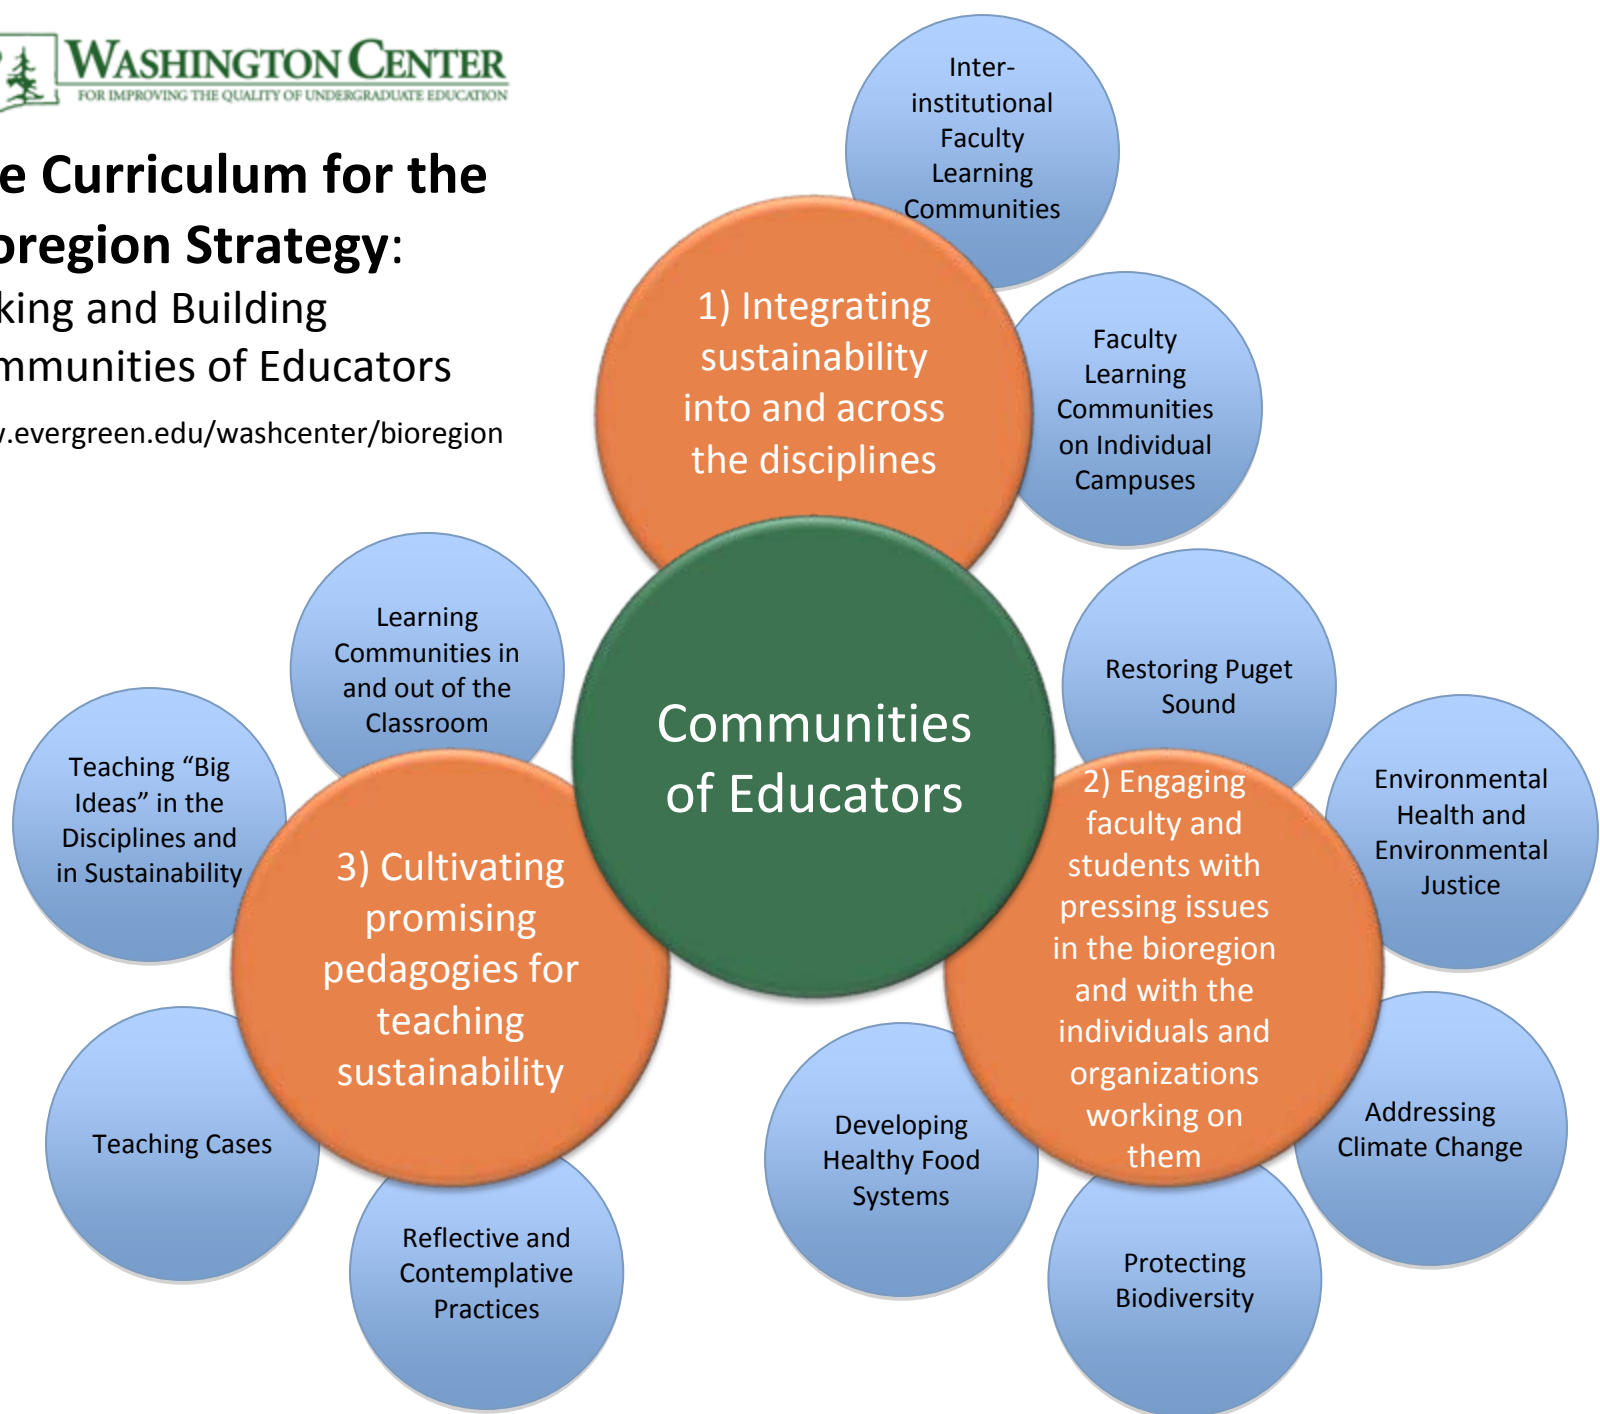 WASHINGTON CENTER
FOR IMPROVING THE QUALITY OF UNDERGRADUATE EDUCATION
e Curriculum for the
oregion Strategy:
king and Building
mmunities of Educators
.evergreen.edu/washcenter/bioregion
Inter-
institutional
Faculty
Learning
Communities
1) Integrating
sustainability
into and across
the disciplines
Faculty
Learning
Communities
on Individual
Campuses
Communities
of Educators
Restoring Puget
Sound
2) Engaging
faculty and
students with
pressing issues
in the bioregion
and with the
individuals and
organizations
working on
them
Environmental
Health and
Environmental
Justice
Addressing
Climate Change
Protecting
Biodiversity
Developing
Healthy Food
Systems
Learning
Communities in
and out of the
Classroom
Teaching “Big
Ideas” in the
Disciplines and
in Sustainability
3) Cultivating
promising
pedagogies for
teaching
sustainability
Teaching Cases
Reflective and
Contemplative
Practices